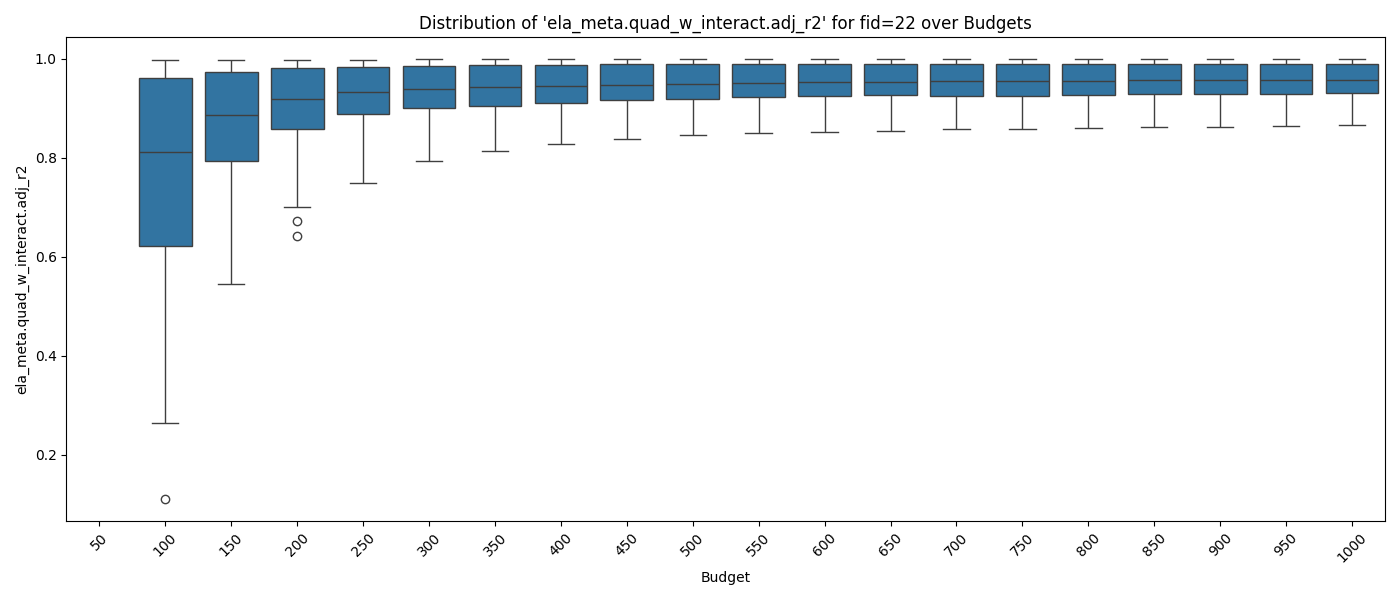 Distribution of 'ela_meta.quad_w_interact.adj_r2' for fid=22 over Budgets
ela_meta.quad_w_interact.adj_r2
1.0
0.8
0.6
0.4
0.2
50 100 150 200 250 300 350 400 450 500 550 600 650 700 750 800 850 900 950 1000
Budget